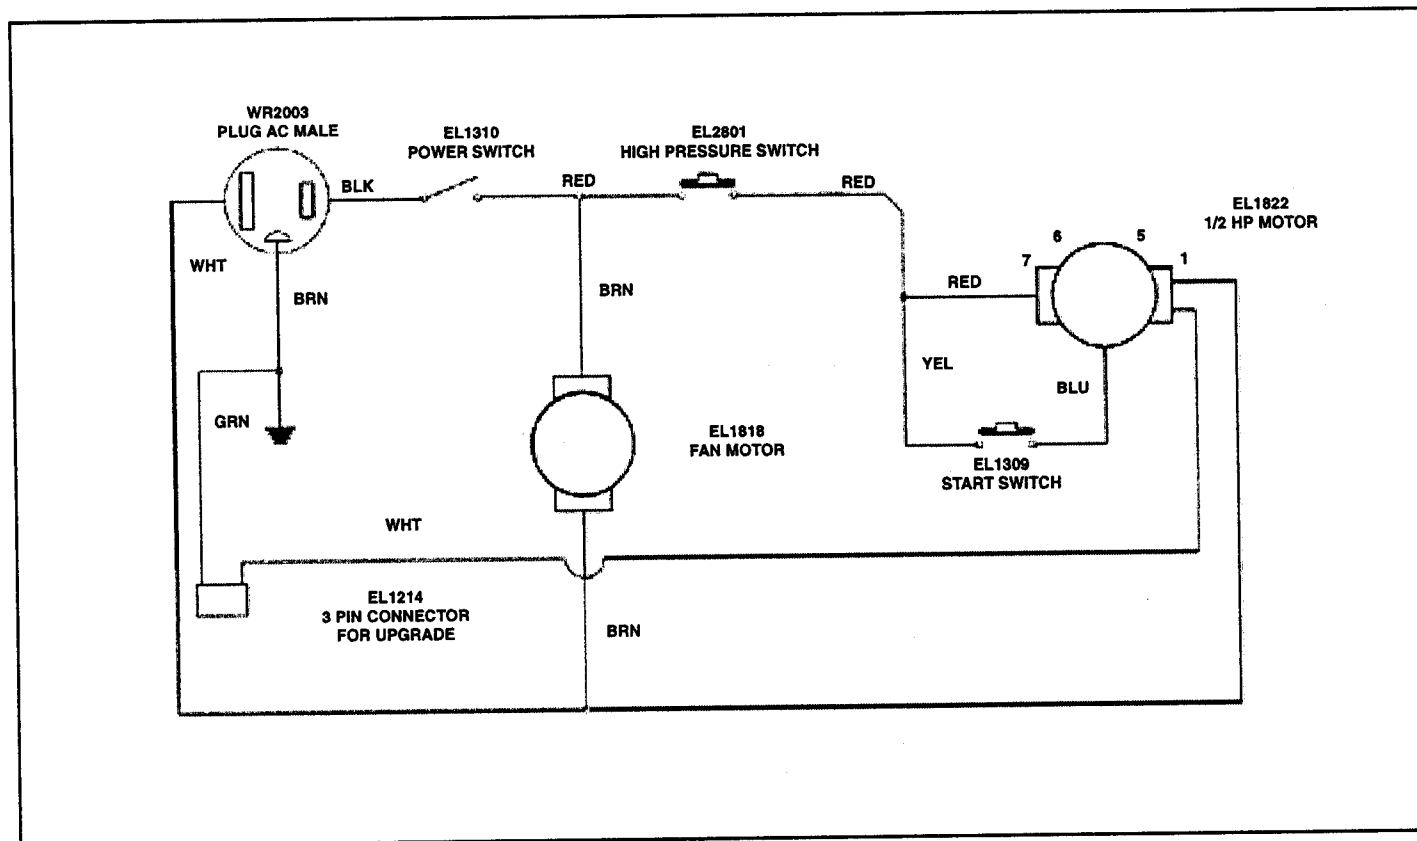 WR2003
PLUG AC MALE
EL1310
POWER SWITCH
EL2801
HIGH PRESSURE SWITCH
BLK
RED
RED
EL1822
1/2 HP MOTOR
6
5
7
1
WHT
BRN
BRN
RED
YEL
BLU
GRN
EL1818
FAN MOTOR
EL1309
START SWITCH
WHT
EL1214
3 PIN CONNECTOR
FOR UPGRADE
BRN